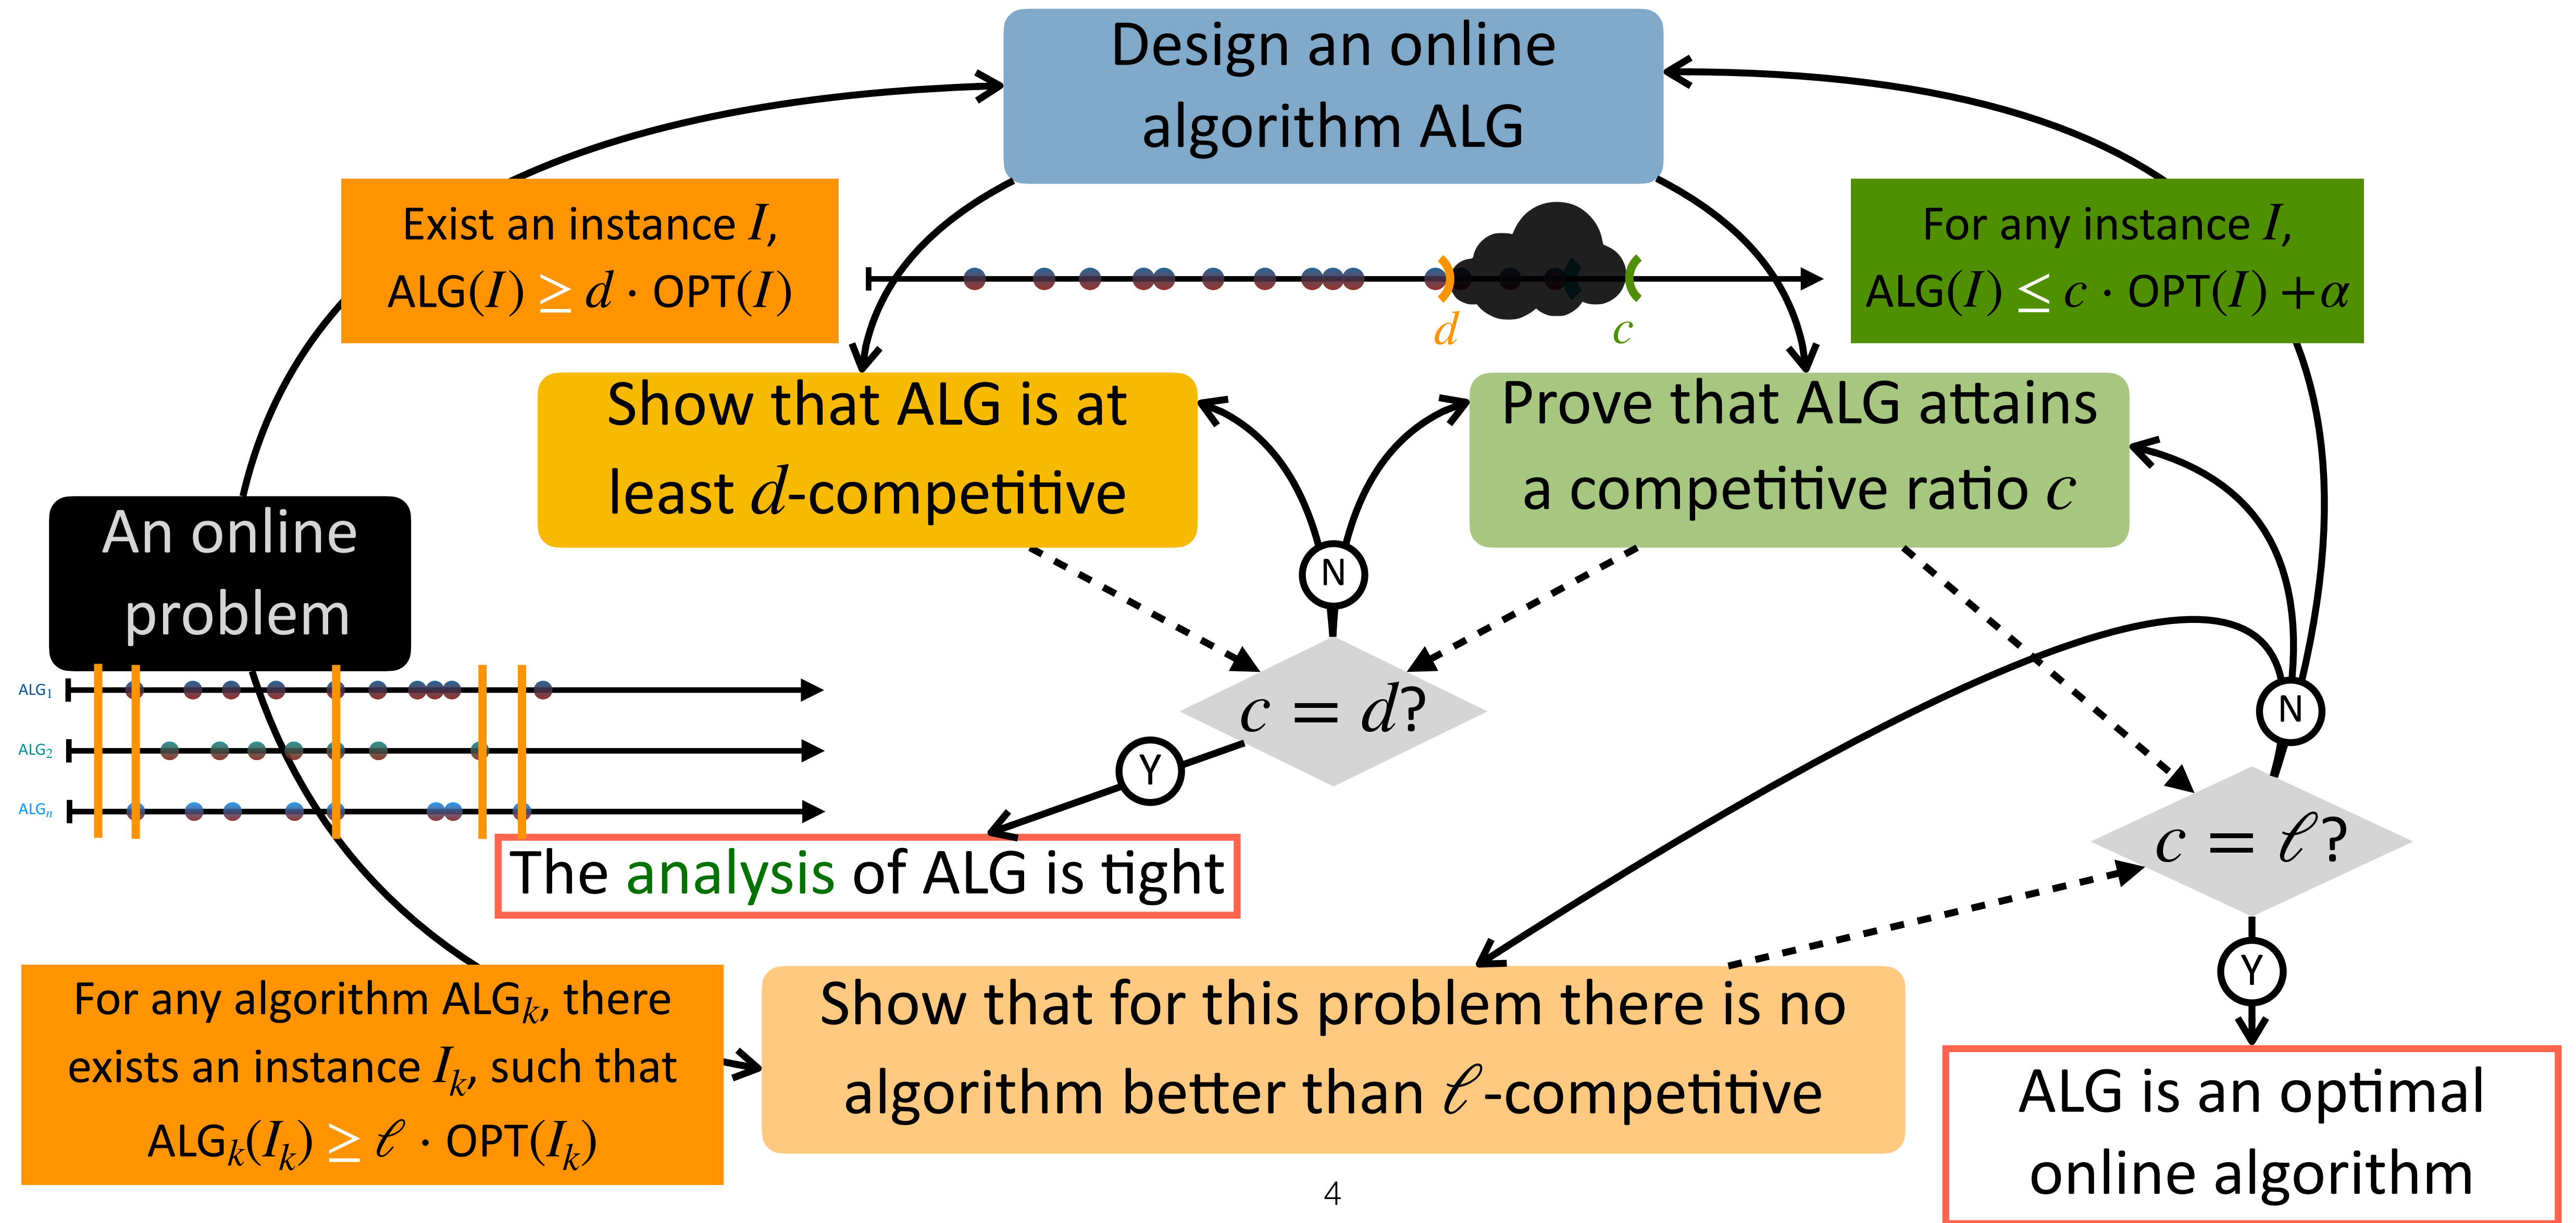 Design an online
algorithm ALG
Exist an instance I,
ALG(I) ≥ d · OPT(I)
For any instance I,
ALG(I) ≤ c · OPT(I) +α
d
c
Show that ALG is at
least d-competitive
Prove that ALG attains
a competitive ratio c
An online
problem
N
c = d?
Y
N
ALG₁
ALG₂
ALGₙ
The analysis of ALG is tight
c = ℓ?
Y
For any algorithm ALGₖ, there
exists an instance Iₖ, such that
ALGₖ(Iₖ) ≥ ℓ · OPT(Iₖ)
Show that for this problem there is no
algorithm better than ℓ-competitive
ALG is an optimal
online algorithm
4